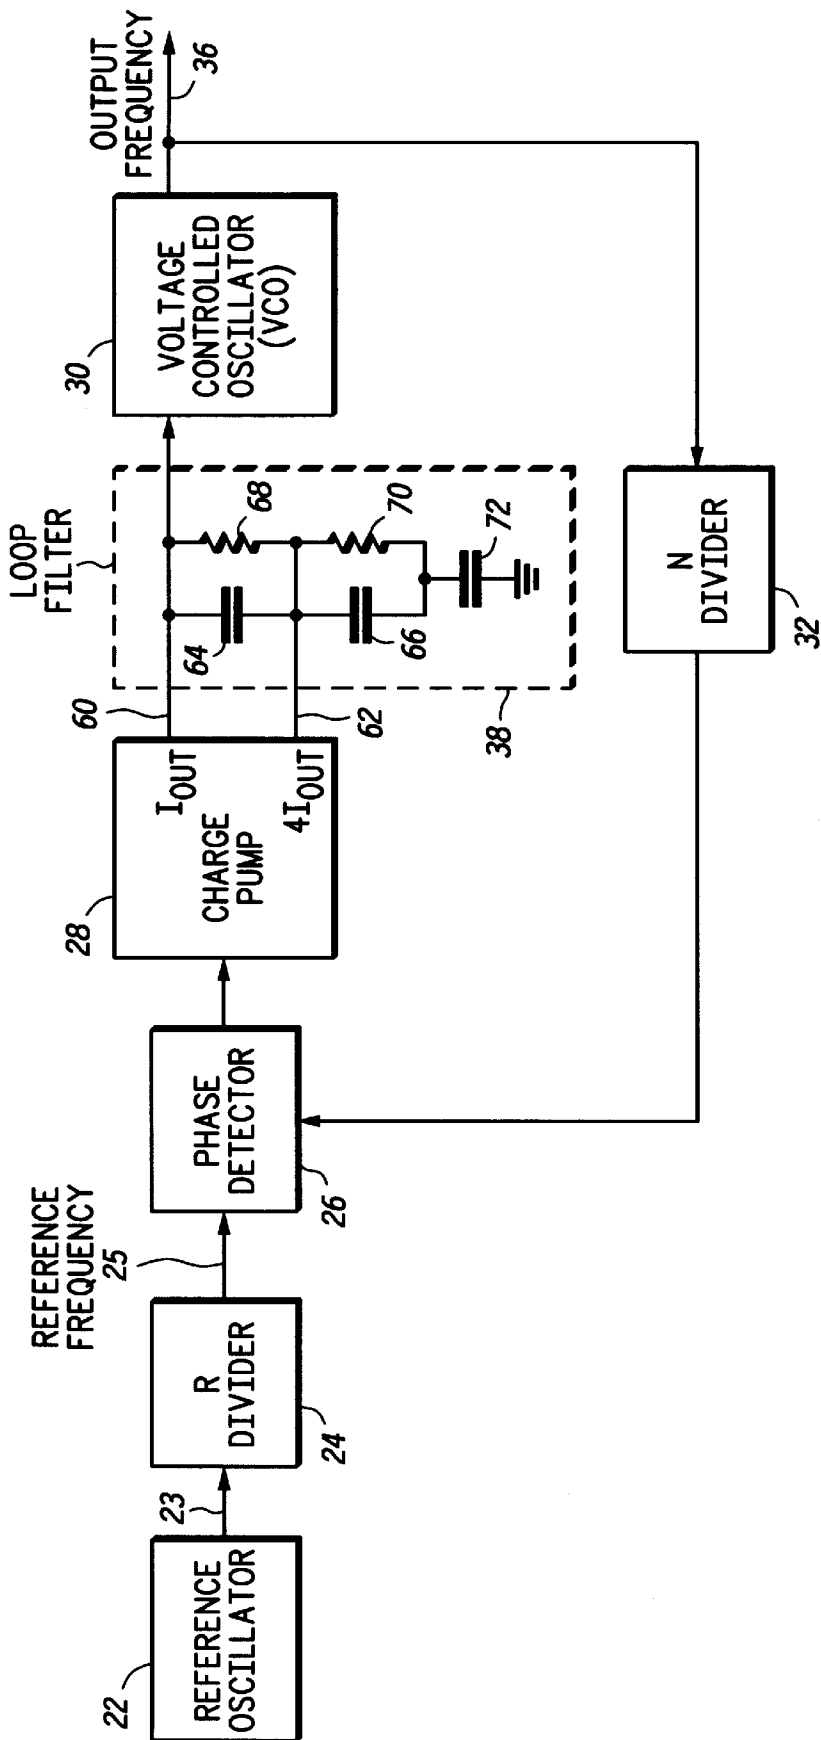 22
REFERENCE
OSCILLATOR
23
R
DIVIDER
24
REFERENCE
FREQUENCY
25
PHASE
DETECTOR
26
28
CHARGE
PUMP
IOUT
4IOUT
60
62
LOOP
FILTER
64
68
66
70
72
38
30
VOLTAGE
CONTROLLED
OSCILLATOR
(VCO)
OUTPUT
FREQUENCY
36
N
DIVIDER
32